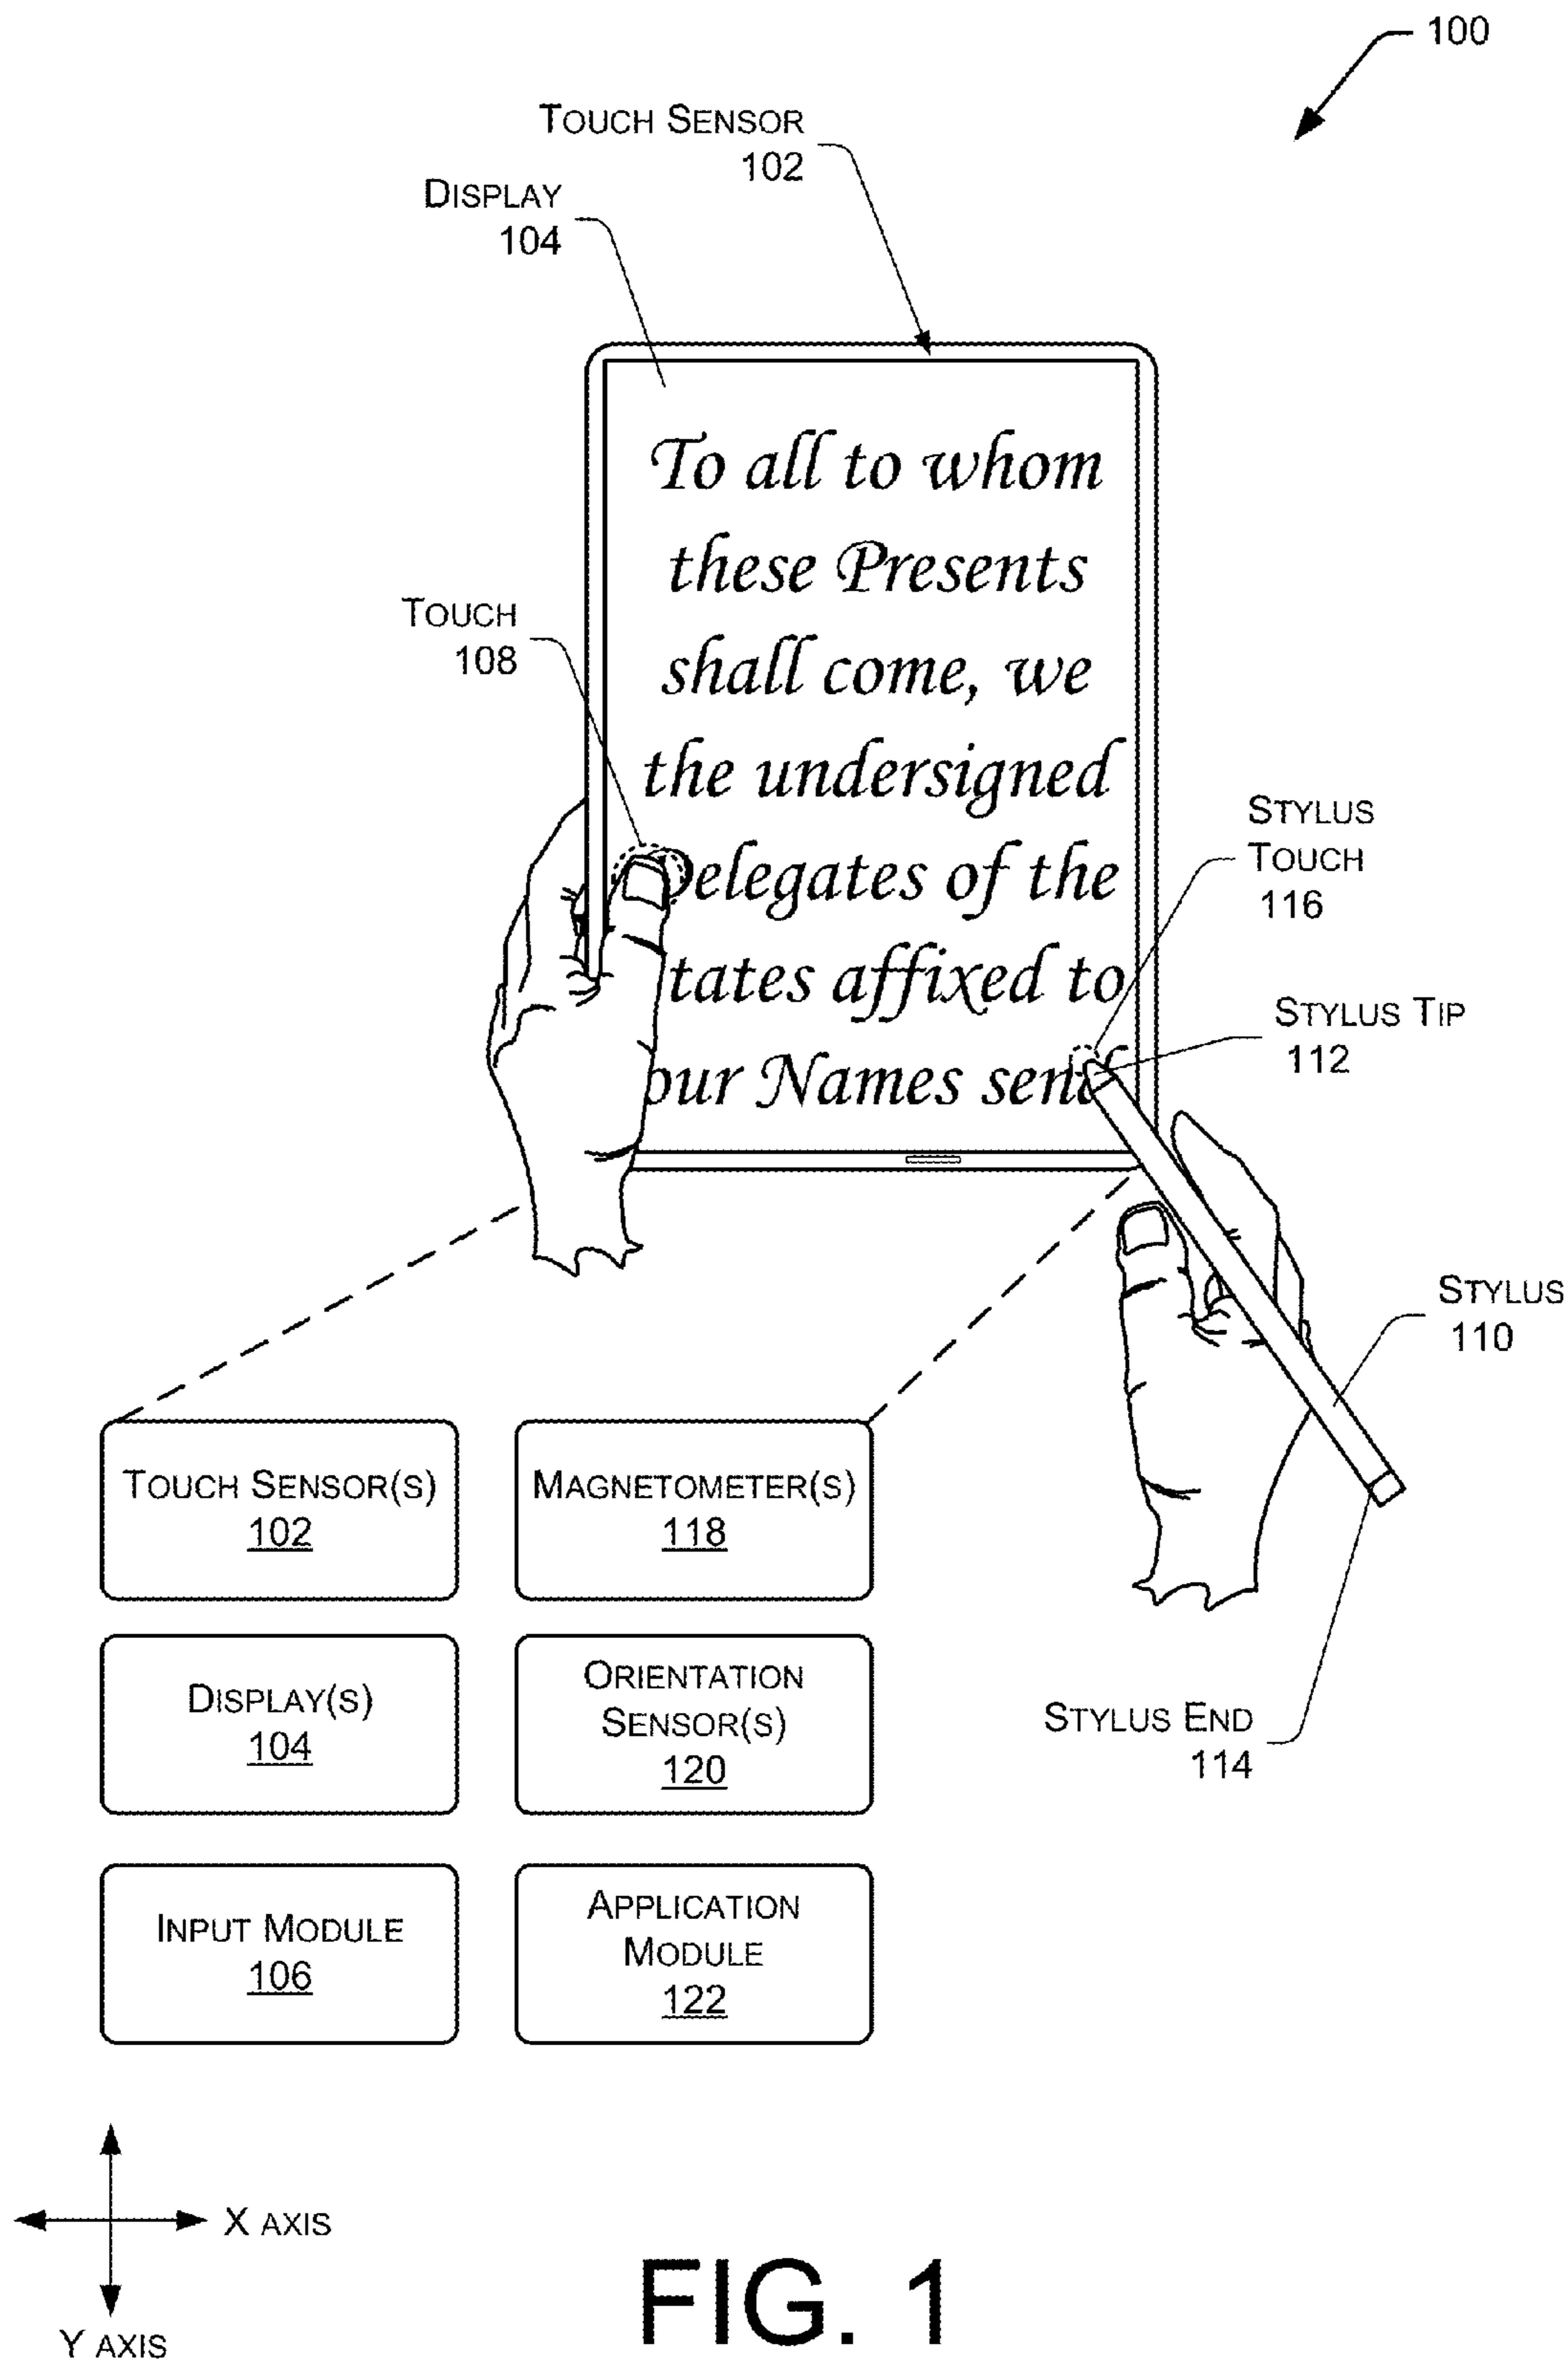 100
TOUCH SENSOR
102
DISPLAY
104
To all to whom
these Presents
shall come, we
TOUCH
108
the undersigned
STYLUS
TOUCH
116
elegates of the
tates affixed to
STYLUS TIP
112
our Names send
STYLUS
110
TOUCH SENSOR(S)
102
MAGNETOMETER(S)
118
DISPLAY(S)
104
ORIENTATION
SENSOR(S)
120
STYLUS END
114
INPUT MODULE
106
APPLICATION
MODULE
122
X AXIS
Y AXIS
FIG. 1